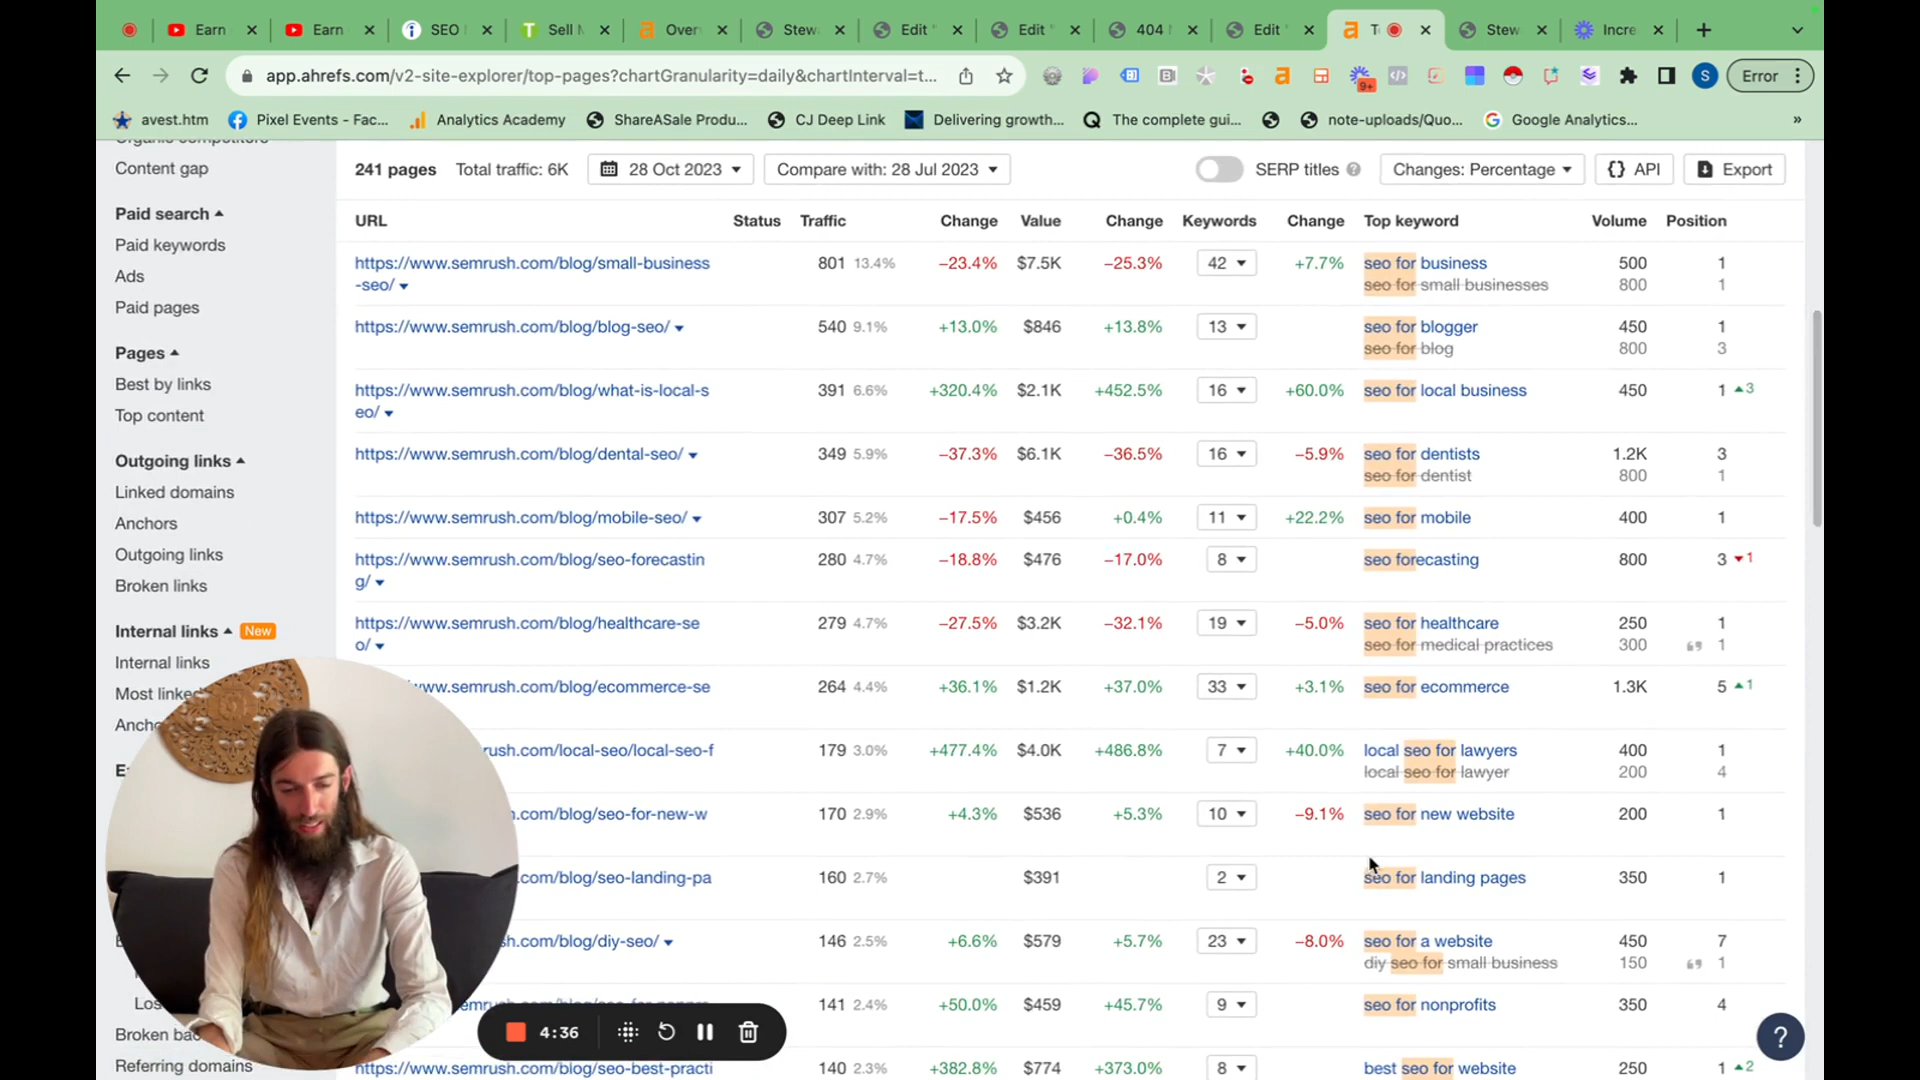 Earn
Earn
SEO
Sell M
Over
Stew
Edit "
Edit "
404
Edit "
Stew
Incre
app.ahrefs.com/v2-site-explorer/top-pages?chartGranularity=daily&chartInterval=t...
9+
S
Error
avest.htm
Pixel Events - Fac...
Analytics Academy
ShareASale Produ...
CJ Deep Link
Delivering growth...
The complete gui...
note-uploads/Quo...
Google Analytics...
»
Organic competitors
Content gap
Paid search
Paid keywords
Ads
Paid pages
Pages
Best by links
Top content
Outgoing links
Linked domains
Anchors
Outgoing links
Broken links
Internal links New
Internal links
Most linked
Ancho
Broken bac
Referring domains
241 pages Total traffic: 6K 28 Oct 2023 Compare with: 28 Jul 2023 SERP titles Changes: Percentage {} API Export
URL Status Traffic Change Value Change Keywords Change Top keyword Volume Position
https://www.semrush.com/blog/small-business 801 13.4% −23.4% $7.5K −25.3% 42 +7.7% seo for business 500 1
-seo/ seo for small businesses 800 1
https://www.semrush.com/blog/blog-seo/ 540 9.1% +13.0% $846 +13.8% 13 seo for blogger 450 1
seo for blog 800 3
https://www.semrush.com/blog/what-is-local-s 391 6.6% +320.4% $2.1K +452.5% 16 +60.0% seo for local business 450 1 3
eo/
https://www.semrush.com/blog/dental-seo/ 349 5.9% −37.3% $6.1K −36.5% 16 −5.9% seo for dentists 1.2K 3
seo for dentist 800 1
https://www.semrush.com/blog/mobile-seo/ 307 5.2% −17.5% $456 +0.4% 11 +22.2% seo for mobile 400 1
https://www.semrush.com/blog/seo-forecastin 280 4.7% −18.8% $476 −17.0% 8 seo forecasting 800 3 1
g/
https://www.semrush.com/blog/healthcare-se 279 4.7% −27.5% $3.2K −32.1% 19 −5.0% seo for healthcare 250 1
o/ seo for medical practices 300 1
ww.semrush.com/blog/ecommerce-se 264 4.4% +36.1% $1.2K +37.0% 33 +3.1% seo for ecommerce 1.3K 5 1
rush.com/local-seo/local-seo-f 179 3.0% +477.4% $4.0K +486.8% 7 +40.0% local seo for lawyers 400 1
local seo for lawyer 200 4
rush.com/blog/seo-for-new-w 170 2.9% +4.3% $536 +5.3% 10 −9.1% seo for new website 200 1
.com/blog/seo-landing-pa 160 2.7% $391 2 seo for landing pages 350 1
h.com/blog/diy-seo/ 146 2.5% +6.6% $579 +5.7% 23 −8.0% seo for a website 450 7
diy seo for small business 150 1
141 2.4% +50.0% $459 +45.7% 9 seo for nonprofits 350 4
semrush.com/blog/seo-best-practi 140 2.3% +382.8% $774 +373.0% 8 best seo for website 250 1 2
4:36
?